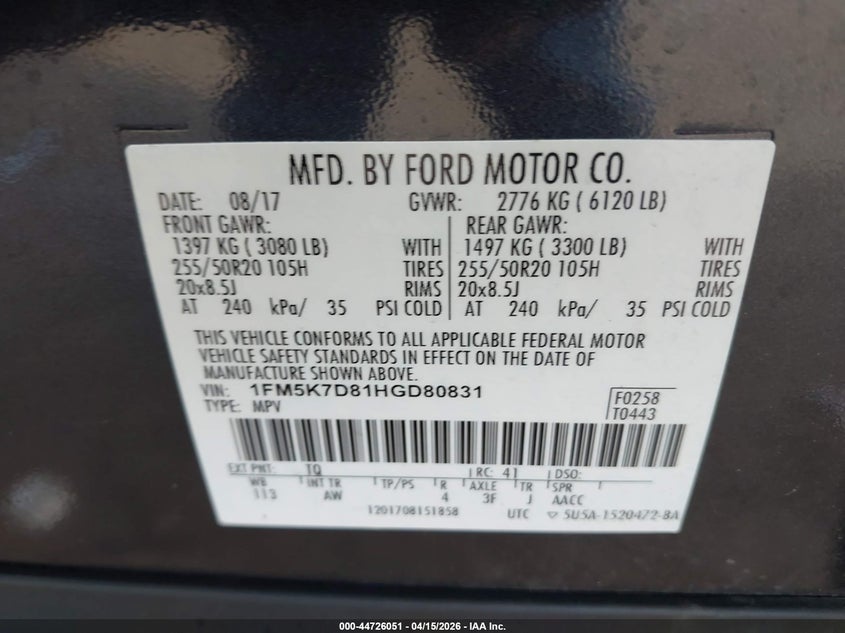 MFD. BY FORD MOTOR CO.
DATE: 08/17 GVWR: 2776 KG ( 6120 LB)
FRONT GAWR: REAR GAWR:
1397 KG ( 3080 LB) WITH 1497 KG ( 3300 LB) WITH
255/50R20 105H TIRES 255/50R20 105H TIRES
20x8.5J RIMS 20x8.5J RIMS
AT 240 kPa/ 35 PSI COLD AT 240 kPa/ 35 PSI COLD
THIS VEHICLE CONFORMS TO ALL APPLICABLE FEDERAL MOTOR
VEHICLE SAFETY STANDARDS IN EFFECT ON THE DATE OF
MANUFACTURE SHOWN ABOVE.
VIN: 1FM5K7D81HGD80831
TYPE: MPV
F0258
T0443
EXT PNT: TQ RC: 41 DSO:
WB INT TR TP/PS R AXLE TR SPR
113 AW 4 3F J AACC
1201708151858 UTC ▽ 5U5A-1520472-BA
000-44726051 - 04/15/2026 - IAA Inc.